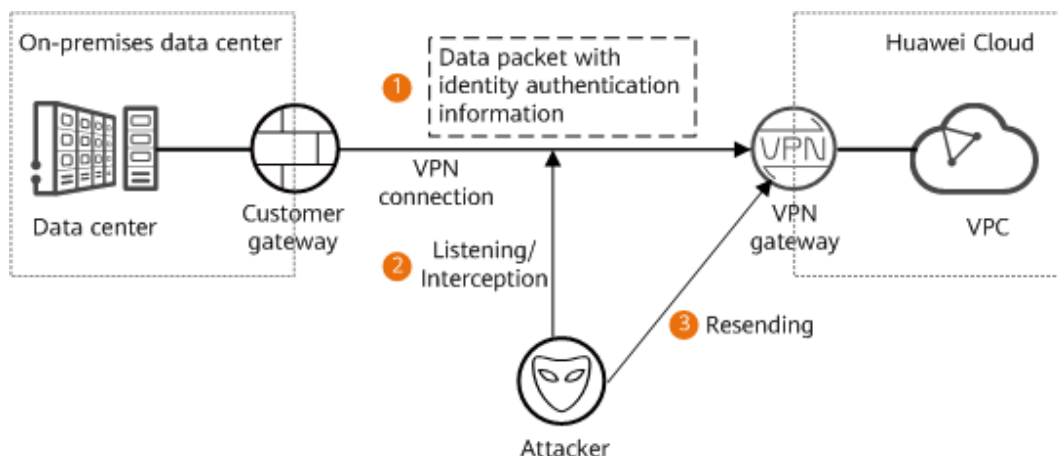 On-premises data center
Huawei Cloud
1
Data packet with
identity authentication
information
VPN
VPN
connection
Data center
Customer
gateway
VPN
gateway
VPC
2
Listening/
Interception
3
Resending
Attacker